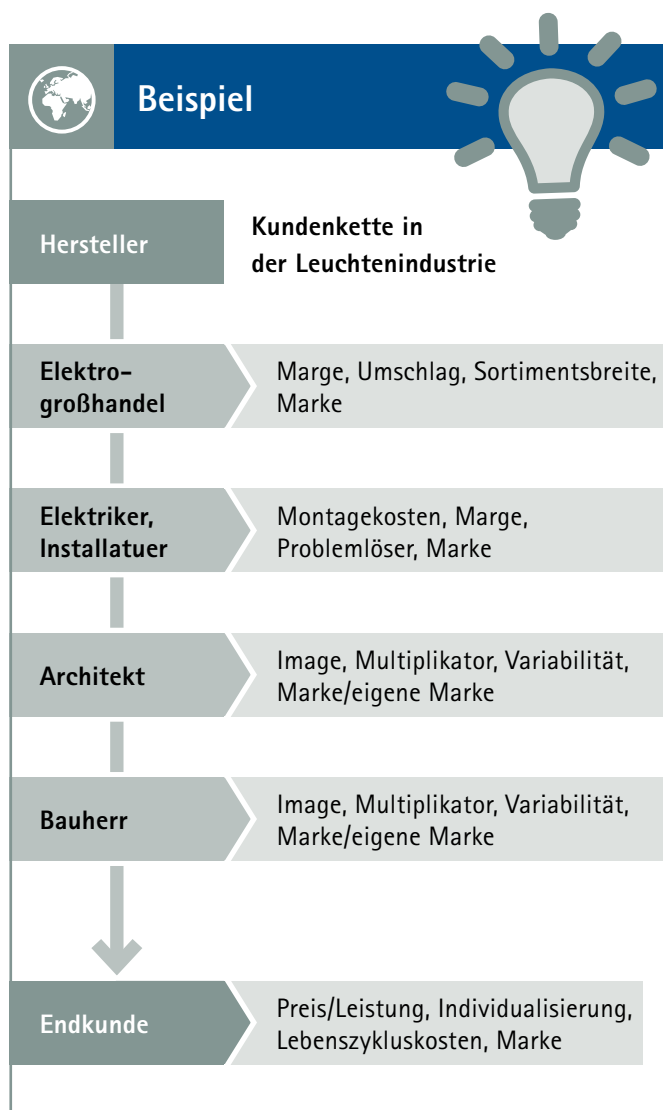 Beispiel
Hersteller
Kundenkette in
der Leuchtenindustrie
Elektro-
großhandel
Marge, Umschlag, Sortimentsbreite,
Marke
Elektriker,
Installatuer
Montagekosten, Marge,
Problemlöser, Marke
Architekt
Image, Multiplikator, Variabilität,
Marke/eigene Marke
Bauherr
Image, Multiplikator, Variabilität,
Marke/eigene Marke
Endkunde
Preis/Leistung, Individualisierung,
Lebenszykluskosten, Marke